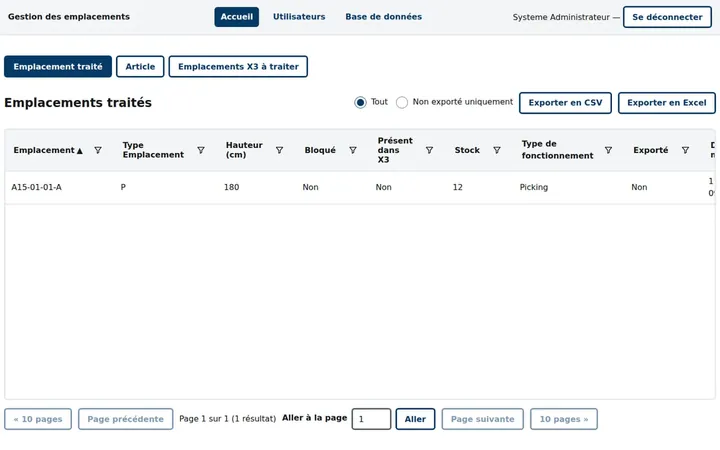 Gestion des emplacements
Accueil
Utilisateurs
Base de données
Systeme Administrateur —
Se déconnecter
Emplacement traité
Article
Emplacements X3 à traiter
Emplacements traités
Tout
Non exporté uniquement
Exporter en CSV
Exporter en Excel
Emplacement ▲
Type
Emplacement
Hauteur
(cm)
Bloqué
Présent
dans
X3
Stock
Type de
fonctionnement
Exporté
A15-01-01-A
P
180
Non
Non
12
Picking
Non
« 10 pages
Page précédente
Page 1 sur 1 (1 résultat)
Aller à la page
1
Aller
Page suivante
10 pages »